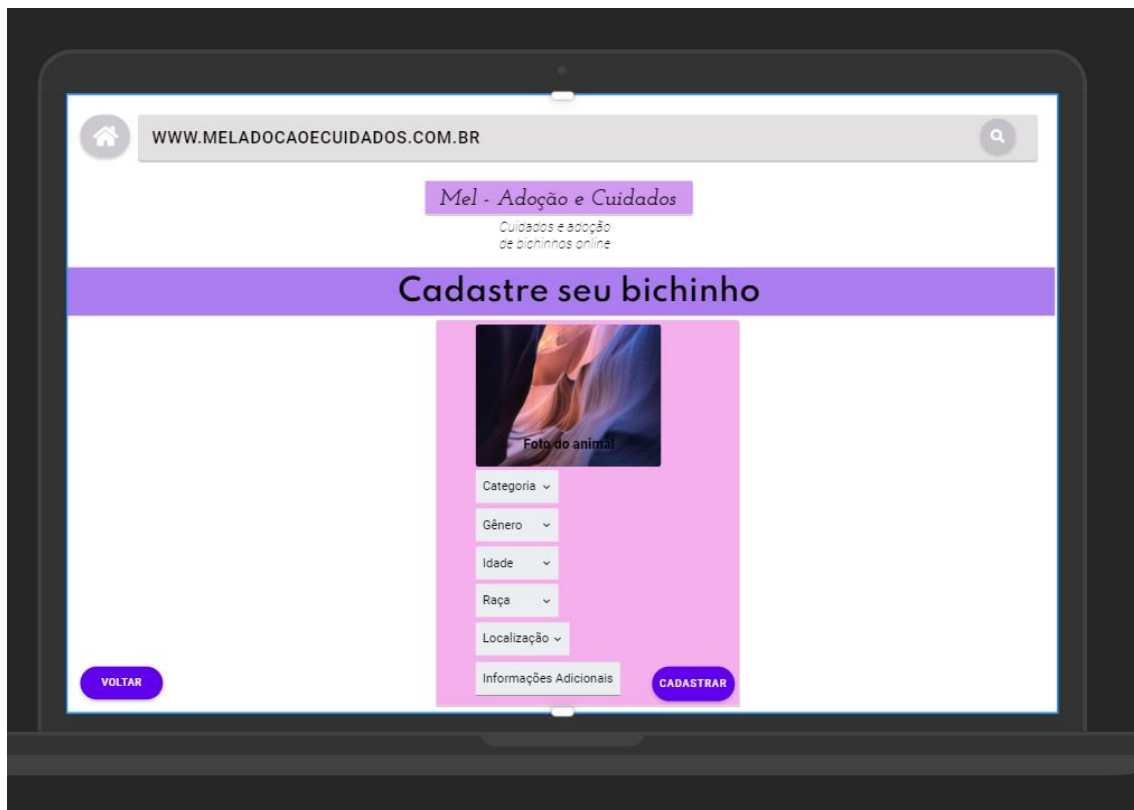 WWW.MELADOCAOECUIDADOS.COM.BR
Mel - Adoção e Cuidados
Cuidados e adoção
de bichinhos online
Cadastre seu bichinho
Foto do animal
Categoria
Gênero
Idade
Raça
Localização
Informações Adicionais
CADASTRAR
VOLTAR